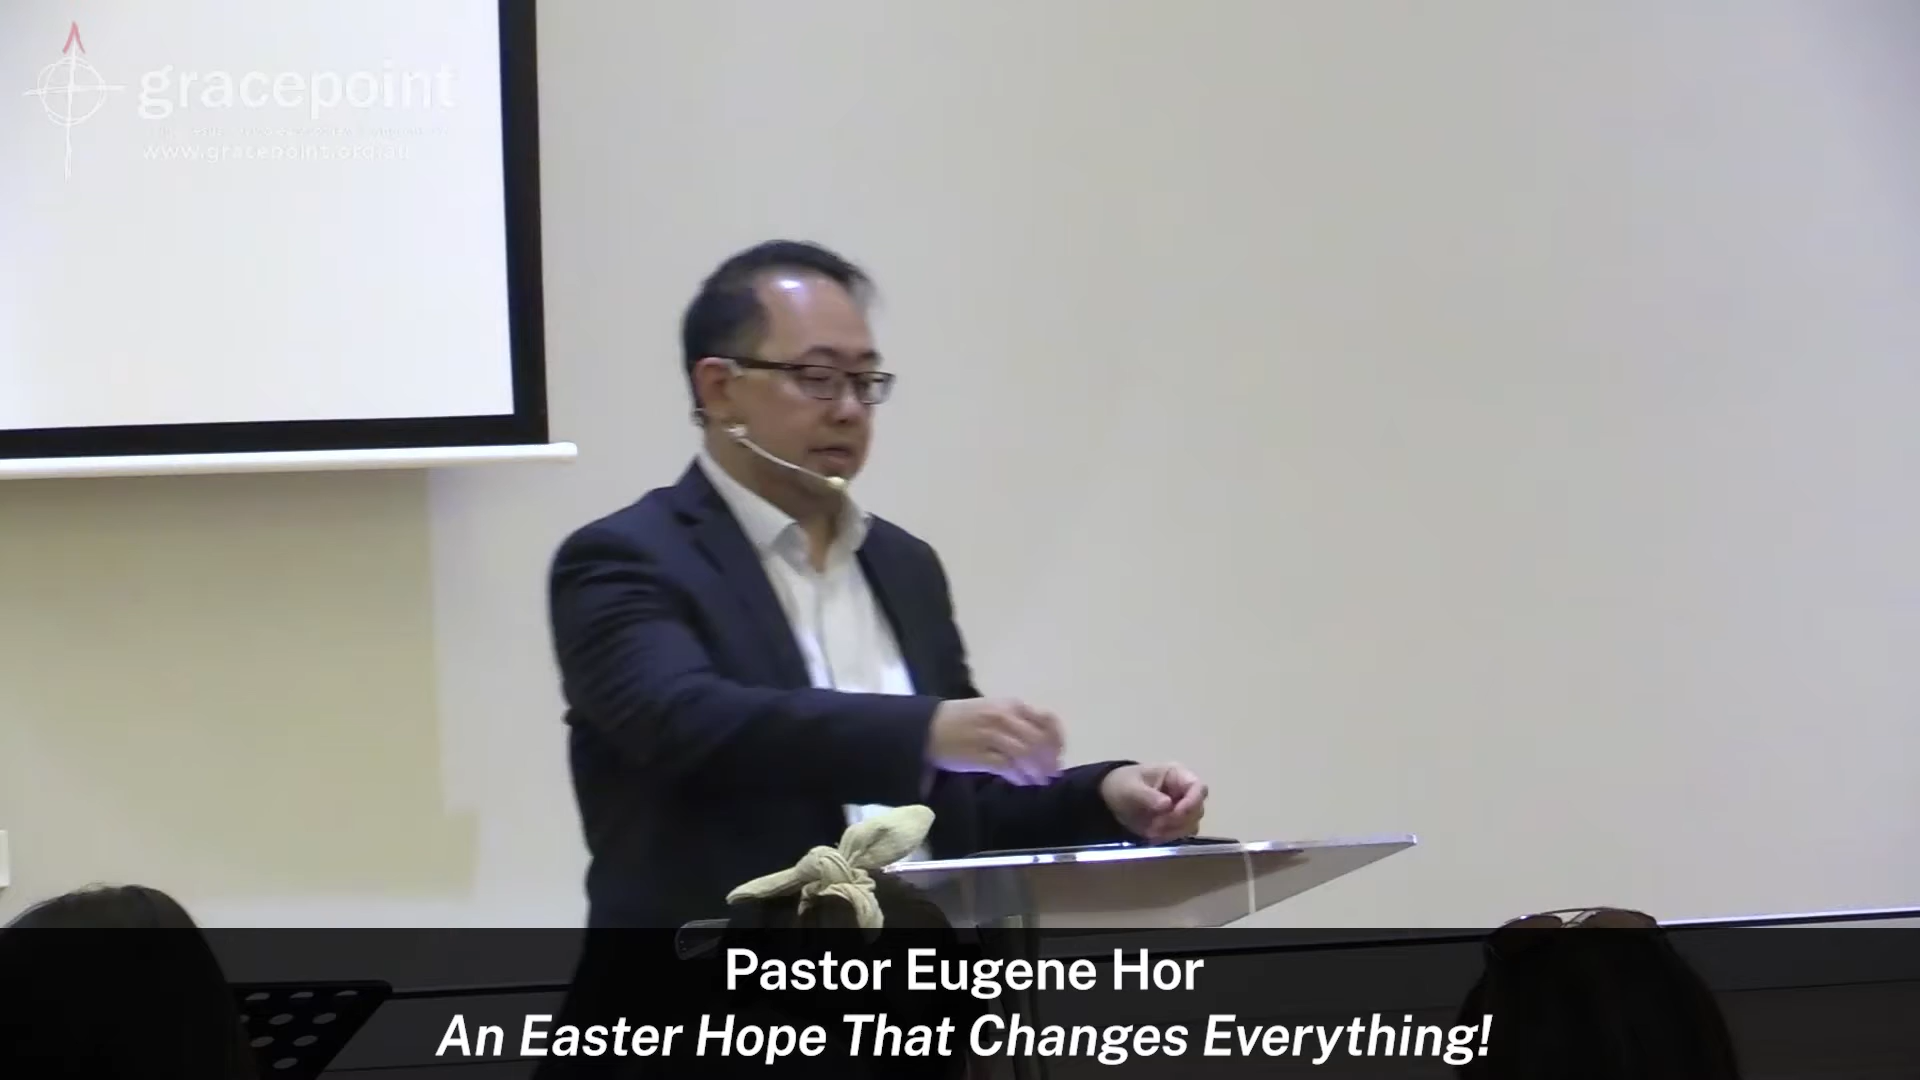 gracepoint
www.gracepoint.org.au
Pastor Eugene Hor
An Easter Hope That Changes Everything!